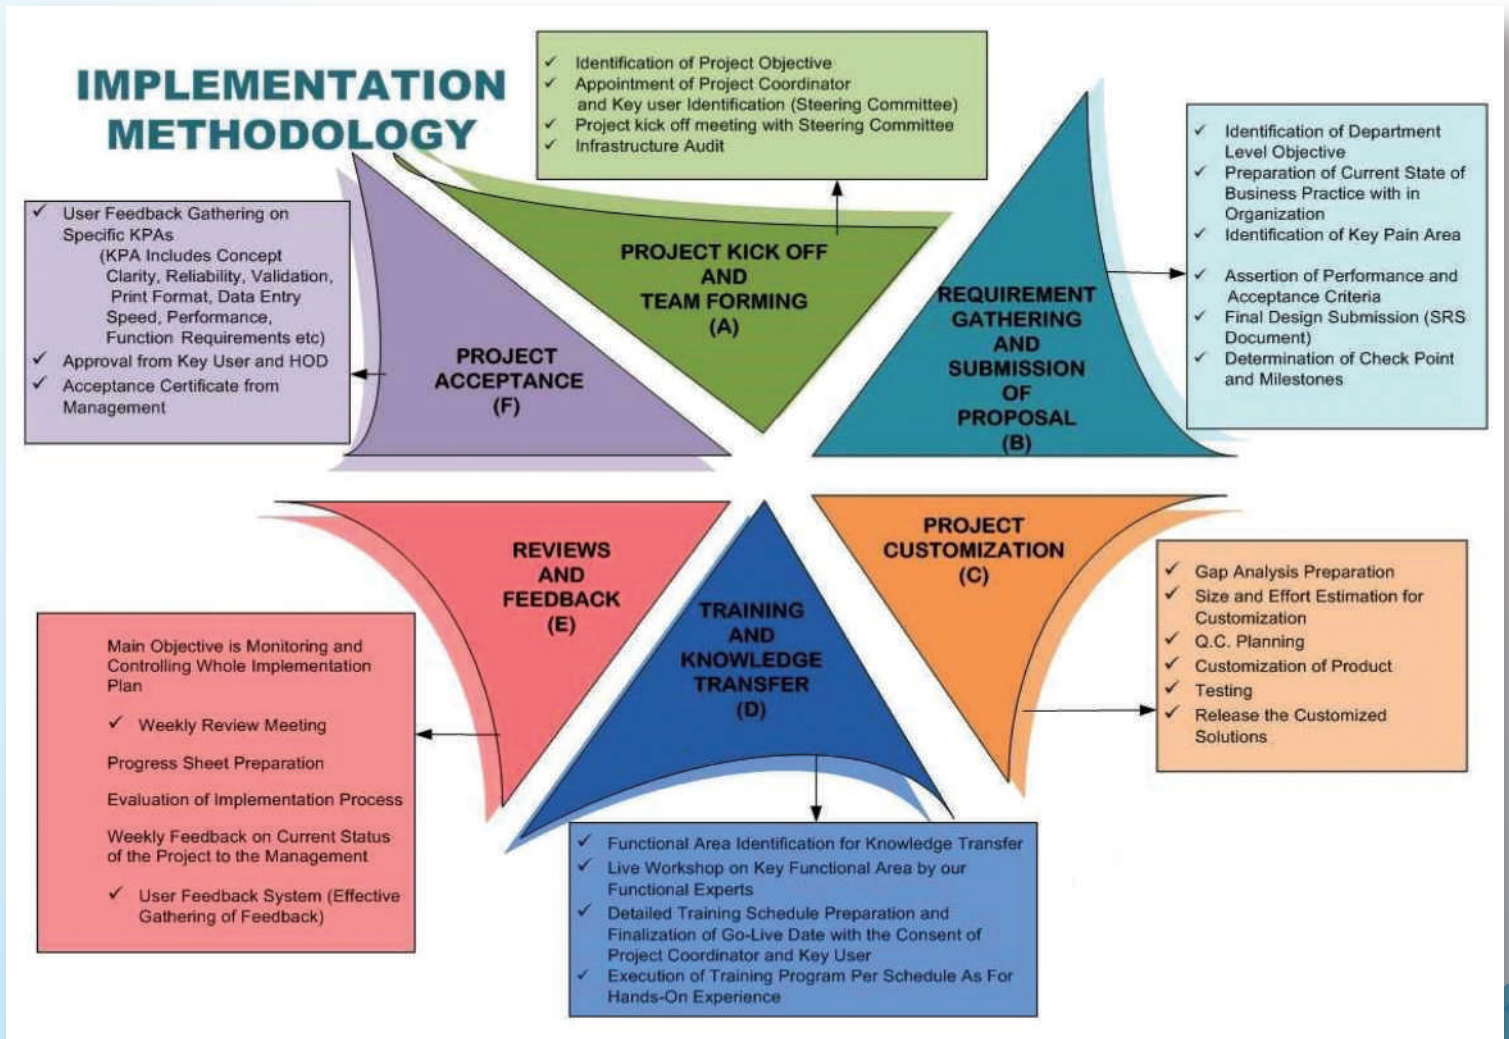 IMPLEMENTATION
METHODOLOGY
✓ Identification of Project Objective
✓ Appointment of Project Coordinator
and Key user Identification (Steering Committee)
✓ Project kick off meeting with Steering Committee
✓ Infrastructure Audit
PROJECT KICK OFF
AND
TEAM FORMING
(A)
✓ Identification of Department
Level Objective
✓ Preparation of Current State of
Business Practice with in
Organization
✓ Identification of Key Pain Area
✓ Assertion of Performance and
Acceptance Criteria
✓ Final Design Submission (SRS
Document)
✓ Determination of Check Point
and Milestones
REQUIREMENT
GATHERING
AND
SUBMISSION
OF
PROPOSAL
(B)
PROJECT
CUSTOMIZATION
(C)
✓ Gap Analysis Preparation
✓ Size and Effort Estimation for
Customization
✓ Q.C. Planning
✓ Customization of Product
✓ Testing
✓ Release the Customized
Solutions
TRAINING
AND
KNOWLEDGE
TRANSFER
(D)
✓ Functional Area Identification for Knowledge Transfer
✓ Live Workshop on Key Functional Area by our
Functional Experts
✓ Detailed Training Schedule Preparation and
Finalization of Go-Live Date with the Consent of
Project Coordinator and Key User
✓ Execution of Training Program Per Schedule As For
Hands-On Experience
REVIEWS
AND
FEEDBACK
(E)
Main Objective is Monitoring and
Controlling Whole Implementation
Plan
✓ Weekly Review Meeting
Progress Sheet Preparation
Evaluation of Implementation Process
Weekly Feedback on Current Status
of the Project to the Management
✓ User Feedback System (Effective
Gathering of Feedback)
PROJECT
ACCEPTANCE
(F)
✓ User Feedback Gathering on
Specific KPAs
(KPA Includes Concept
Clarity, Reliability, Validation,
Print Format, Data Entry
Speed, Performance,
Function Requirements etc)
✓ Approval from Key User and HOD
✓ Acceptance Certificate from
Management